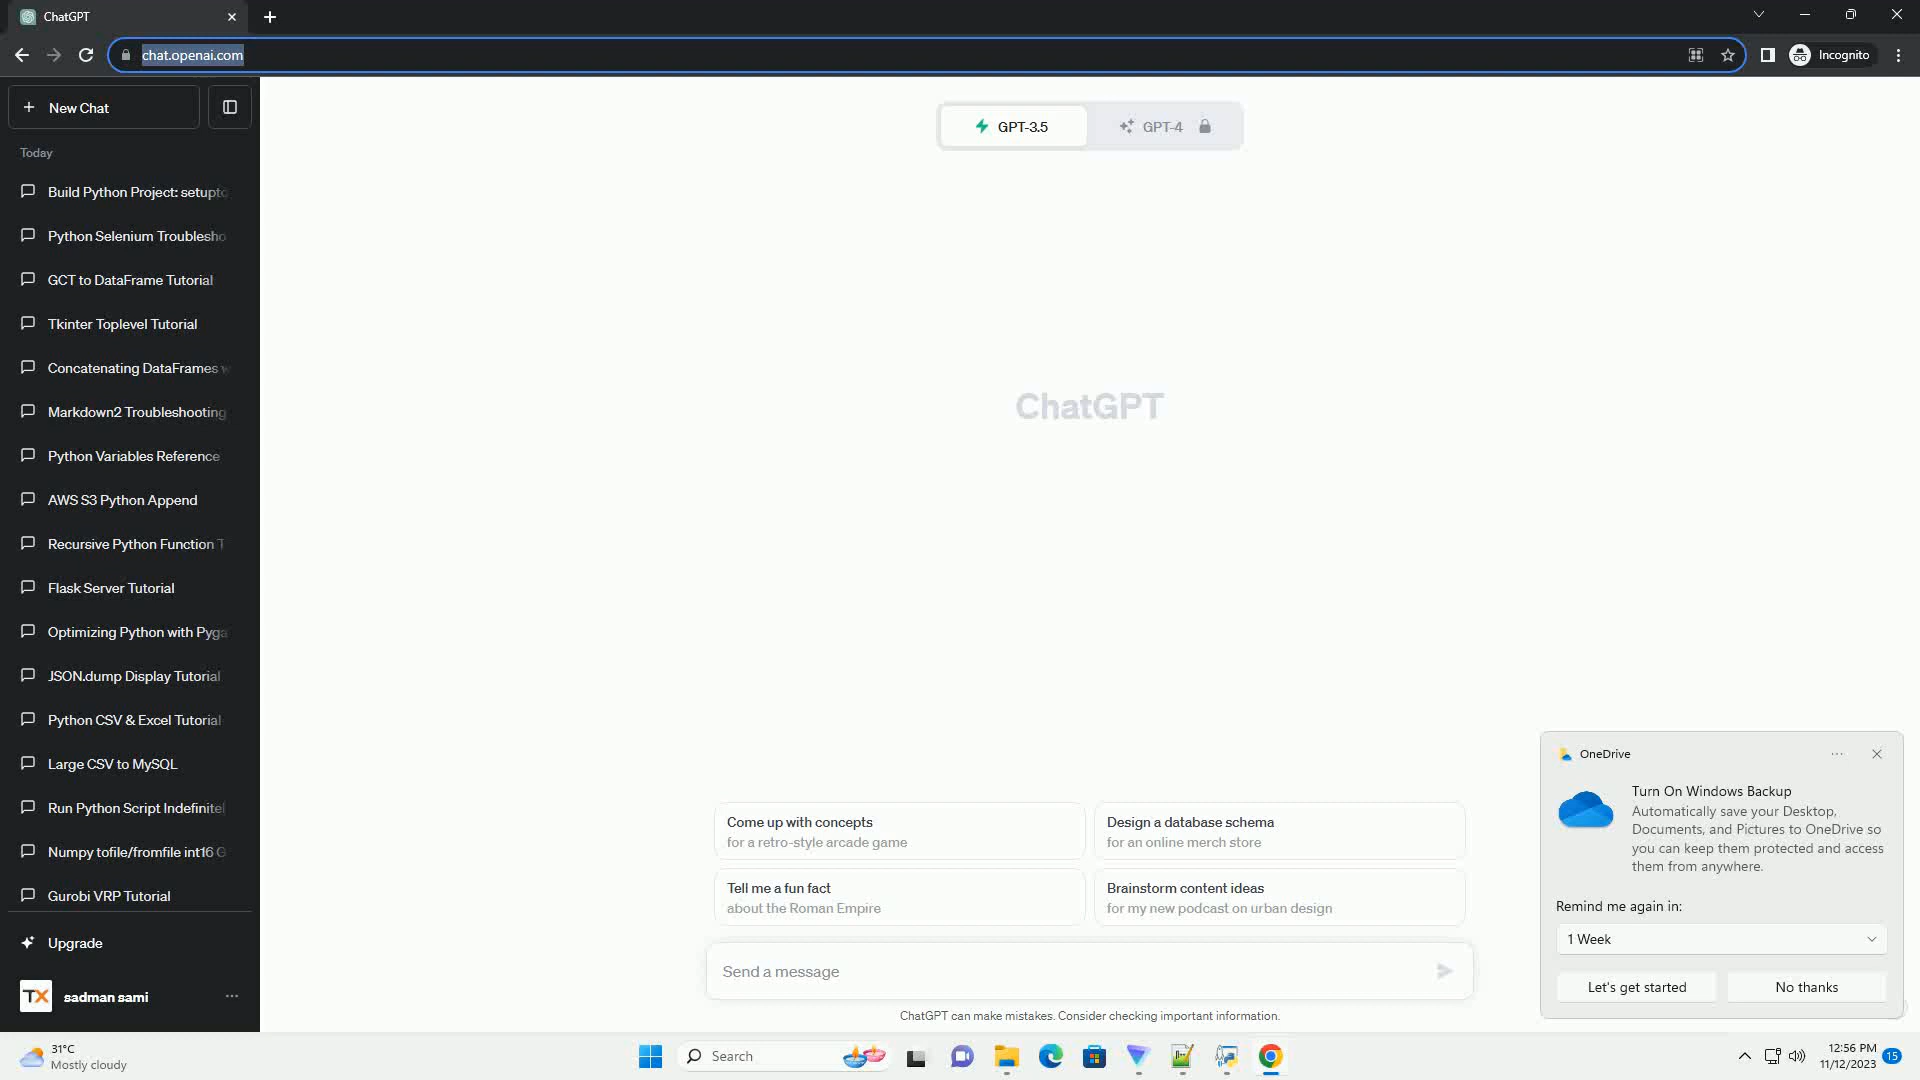 ChatGPT
chat.openai.com
Incognito
New Chat
GPT-3.5
GPT-4
Today
Build Python Project: setupto
Python Selenium Troublesho
GCT to DataFrame Tutorial
Tkinter Toplevel Tutorial
Concatenating DataFrames w
Markdown2 Troubleshooting
Python Variables Reference
AWS S3 Python Append
Recursive Python Function T
Flask Server Tutorial
Optimizing Python with Pyga
JSON.dump Display Tutorial
Python CSV & Excel Tutorial
Large CSV to MySQL
Run Python Script Indefinitel
Numpy tofile/fromfile int16 G
Gurobi VRP Tutorial
Upgrade
TX
sadman sami
ChatGPT
Come up with concepts
for a retro-style arcade game
Design a database schema
for an online merch store
Tell me a fun fact
about the Roman Empire
Brainstorm content ideas
for my new podcast on urban design
Send a message
ChatGPT can make mistakes. Consider checking important information.
OneDrive
Turn On Windows Backup
Automatically save your Desktop,
Documents, and Pictures to OneDrive so
you can keep them protected and access
them from anywhere.
Remind me again in:
1 Week
Let's get started
No thanks
31°C
Mostly cloudy
Search
12:56 PM
11/12/2023
15